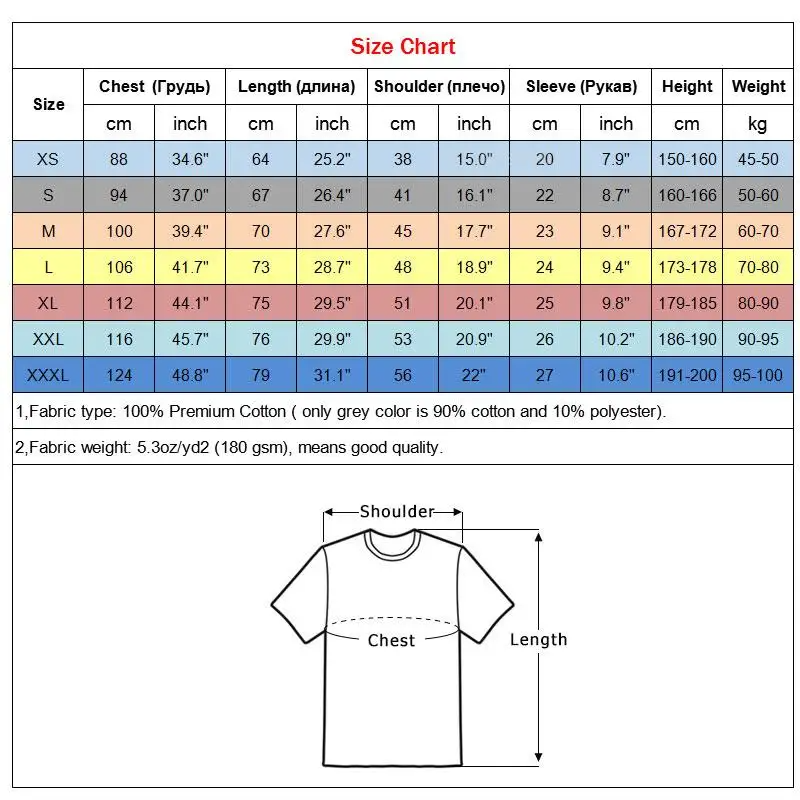 Size Chart
Size Chest (Грудь) Length (длина) Shoulder (плечо) Sleeve (Рукав) Height Weight
cm inch cm inch cm inch cm inch cm kg
XS 88 34.6" 64 25.2" 38 15.0" 20 7.9" 150-160 45-50
S 94 37.0" 67 26.4" 41 16.1" 22 8.7" 160-166 50-60
M 100 39.4" 70 27.6" 45 17.7" 23 9.1" 167-172 60-70
L 106 41.7" 73 28.7" 48 18.9" 24 9.4" 173-178 70-80
XL 112 44.1" 75 29.5" 51 20.1" 25 9.8" 179-185 80-90
XXL 116 45.7" 76 29.9" 53 20.9" 26 10.2" 186-190 90-95
XXXL 124 48.8" 79 31.1" 56 22" 27 10.6" 191-200 95-100
1,Fabric type: 100% Premium Cotton ( only grey color is 90% cotton and 10% polyester).
2,Fabric weight: 5.3oz/yd2 (180 gsm), means good quality.
Shoulder
Chest
Length